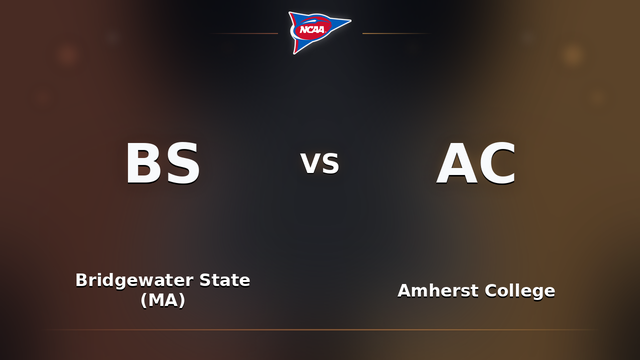 NCAA
BS
VS
AC
Bridgewater State
(MA)
Amherst College